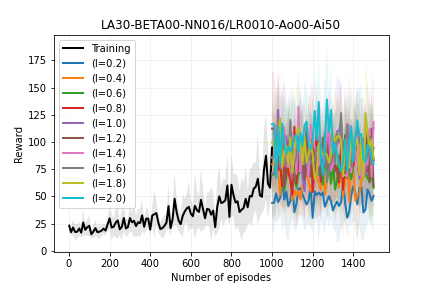 LA30-BETA00-NN016/LR0010-Ao00-Ai50
Reward
175
150
125
100
75
50
25
0
Training
(l=0.2)
(l=0.4)
(l=0.6)
(l=0.8)
(l=1.0)
(l=1.2)
(l=1.4)
(l=1.6)
(l=1.8)
(l=2.0)
0 200 400 600 800 1000 1200 1400
Number of episodes